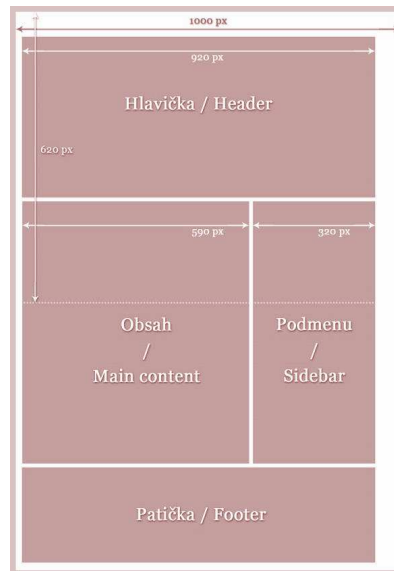 1000 px
920 px
Hlavička / Header
620 px
590 px
320 px
Obsah
/
Main content
Podmenu
/
Sidebar
Patička / Footer